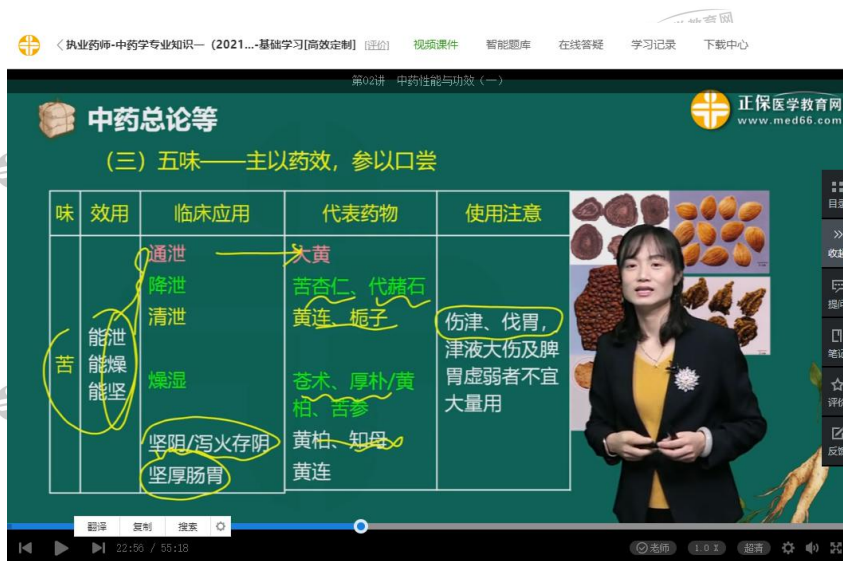 教育网
执业药师-中药学专业知识一（2021...-基础学习[高效定制] [评价] 视频课件 智能题库 在线答疑 学习记录 下载中心
第02讲 中药性能与功效（一）
中药总论等
正保医学教育网
www.med66.com
（三）五味——主以药效，参以口尝
味 效用 临床应用 代表药物 使用注意
苦
能泄
能燥
能坚
通泄 大黄
降泄 苦杏仁、代赭石
清泄 黄连、栀子
燥湿 苍术、厚朴/黄
柏、苦参
坚阴/泻火存阴 黄柏、知母
坚厚肠胃 黄连
伤津、伐胃，
津液大伤及脾
胃虚弱者不宜
大量用
目录
收起
提问
笔记
评价
反馈
翻译 复制 搜索
22:56 / 55:18
老师 1.0 X 超清